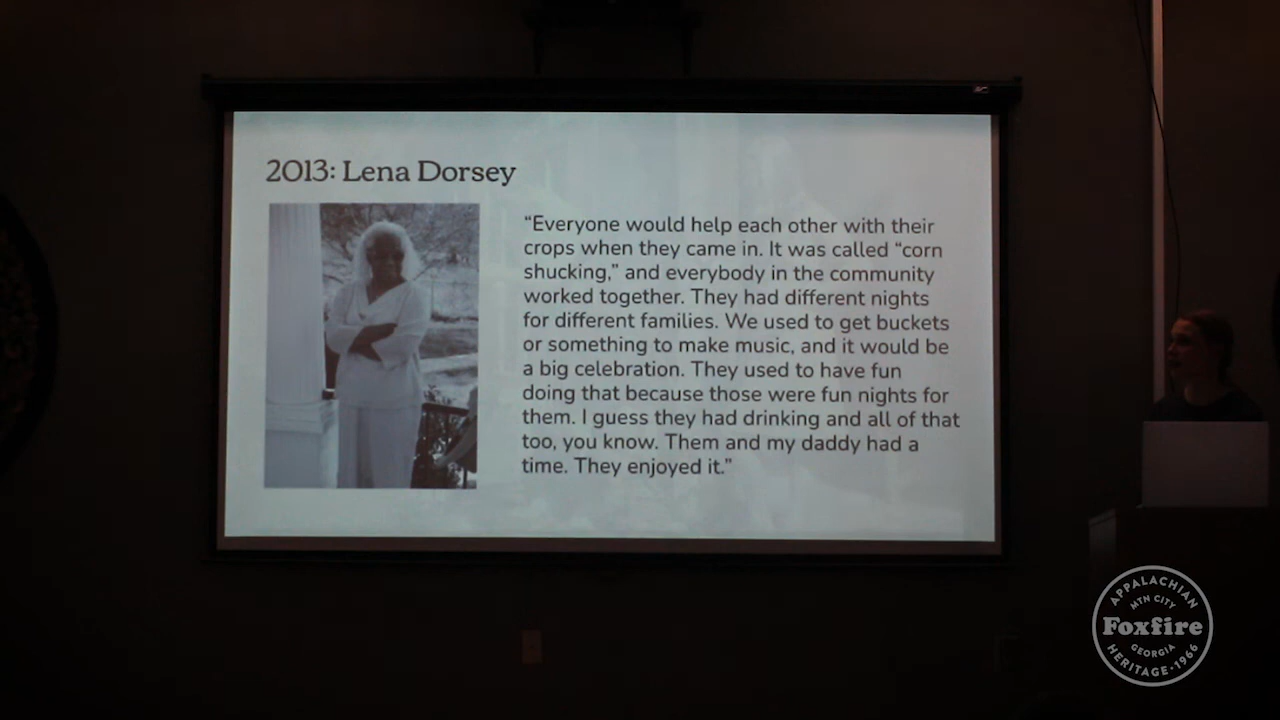 2013: Lena Dorsey
“Everyone would help each other with their
crops when they came in. It was called “corn
shucking,” and everybody in the community
worked together. They had different nights
for different families. We used to get buckets
or something to make music, and it would be
a big celebration. They used to have fun
doing that because those were fun nights for
them. I guess they had drinking and all of that
too, you know. Them and my daddy had a
time. They enjoyed it.”
APPALACHIAN
MTN CITY
Foxfire
GEORGIA
HERITAGE•1966